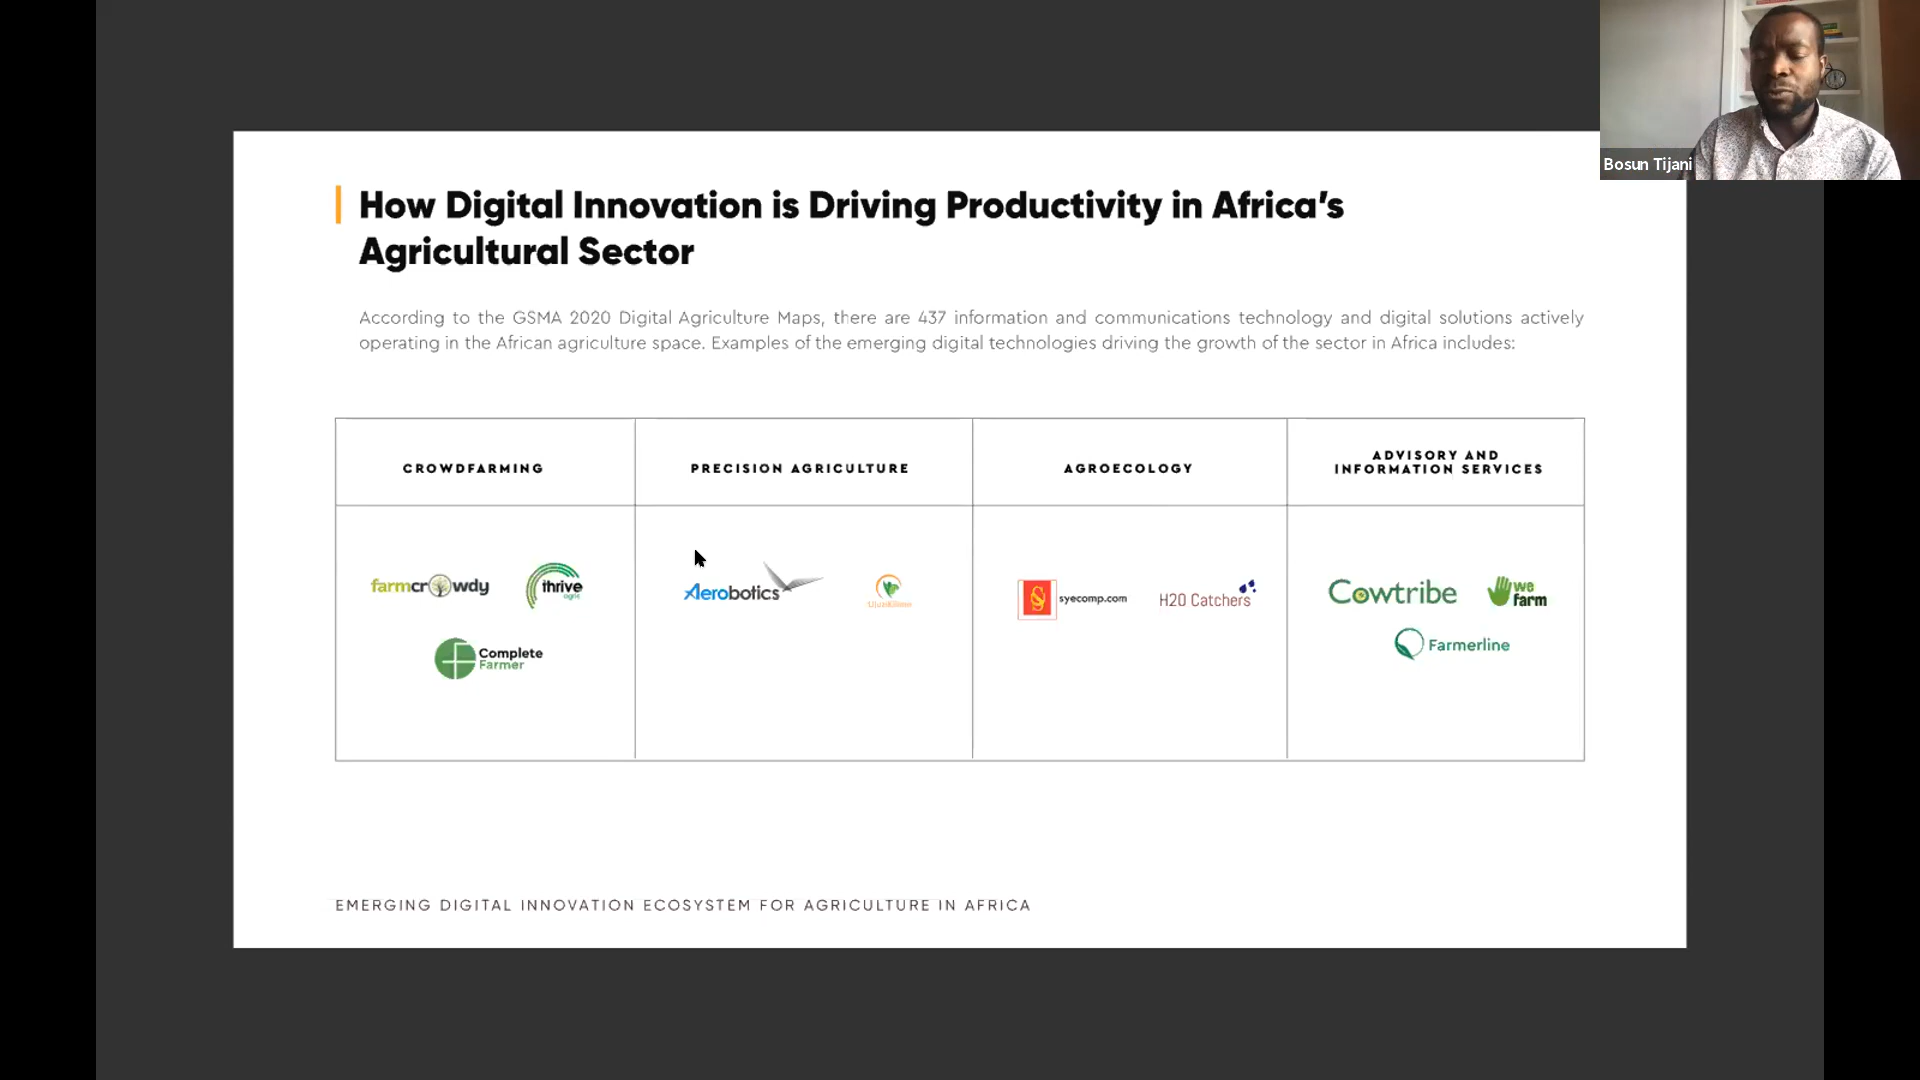 Bosun Tijani
How Digital Innovation is Driving Productivity in Africa's
Agricultural Sector
According to the GSMA 2020 Digital Agriculture Maps, there are 437 information and communications technology and digital solutions actively
operating in the African agriculture space. Examples of the emerging digital technologies driving the growth of the sector in Africa includes:
CROWDFARMING
PRECISION AGRICULTURE
AGROECOLOGY
ADVISORY AND
INFORMATION SERVICES
farmcrowdy
thrive
agric
Complete
Farmer
Aerobotics
UjuziKilimo
syecomp.com
H20 Catchers
Cowtribe
we
farm
Farmerline
EMERGING DIGITAL INNOVATION ECOSYSTEM FOR AGRICULTURE IN AFRICA